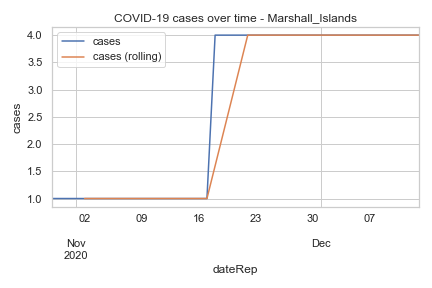 COVID-19 cases over time - Marshall_Islands
cases
cases (rolling)
cases
4.0
3.5
3.0
2.5
2.0
1.5
1.0
02 09 16 23 30 07
Nov Dec
2020
dateRep